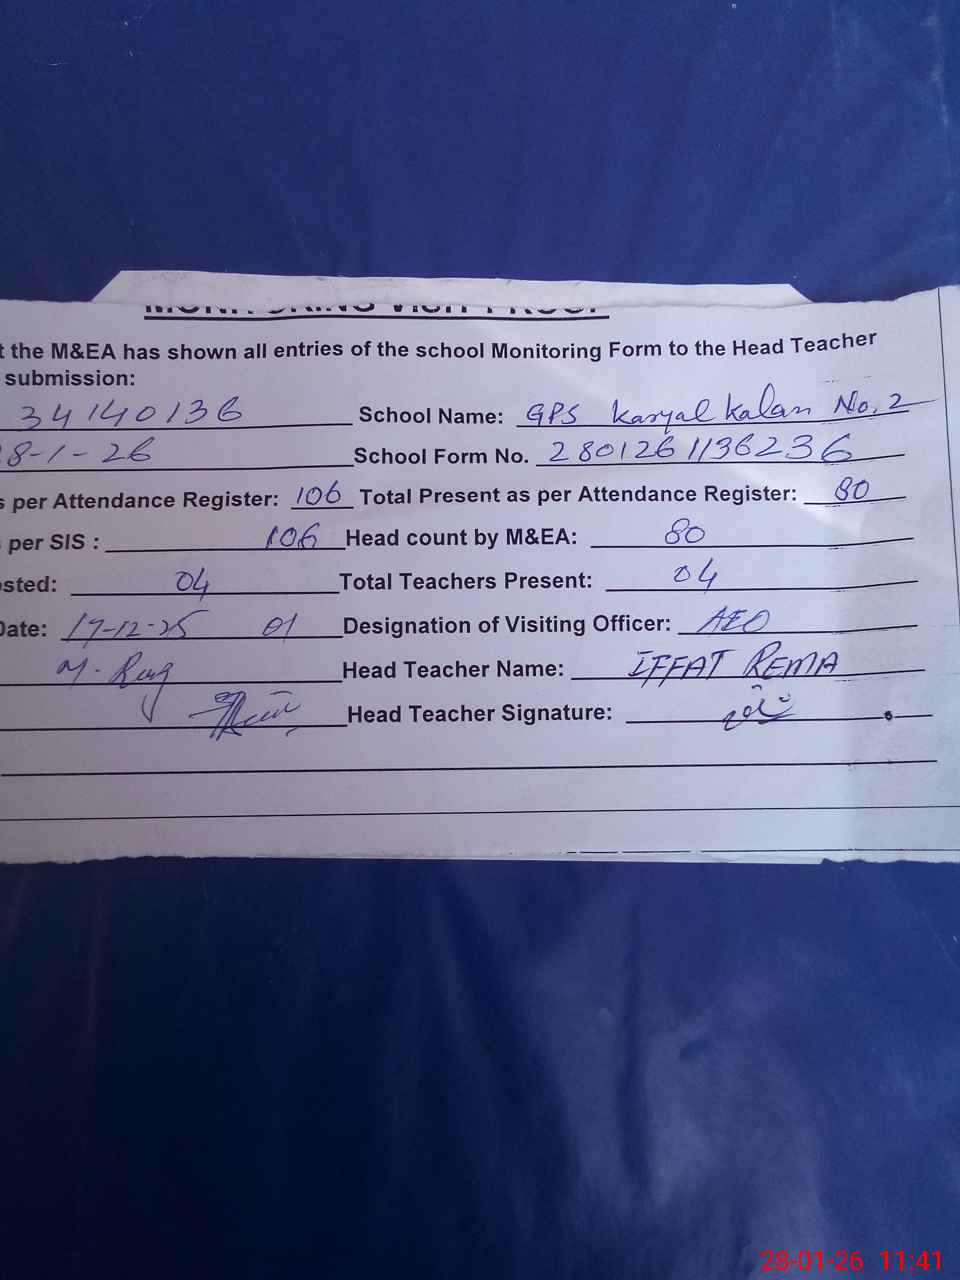 MONITORING VISIT PROOF
t the M&EA has shown all entries of the school Monitoring Form to the Head Teacher
submission:
34140136 School Name: GPS Karyal Kalan No. 2
8-1-26 School Form No. 2801261136236
s per Attendance Register: 106 Total Present as per Attendance Register: 80
per SIS : 106 Head count by M&EA: 80
osted: 04 Total Teachers Present: 04
Date: 17-12-25 01 Designation of Visiting Officer: AEO
M. Head Teacher Name: IFFAT REMA
Head Teacher Signature:
28-01-26 11:41